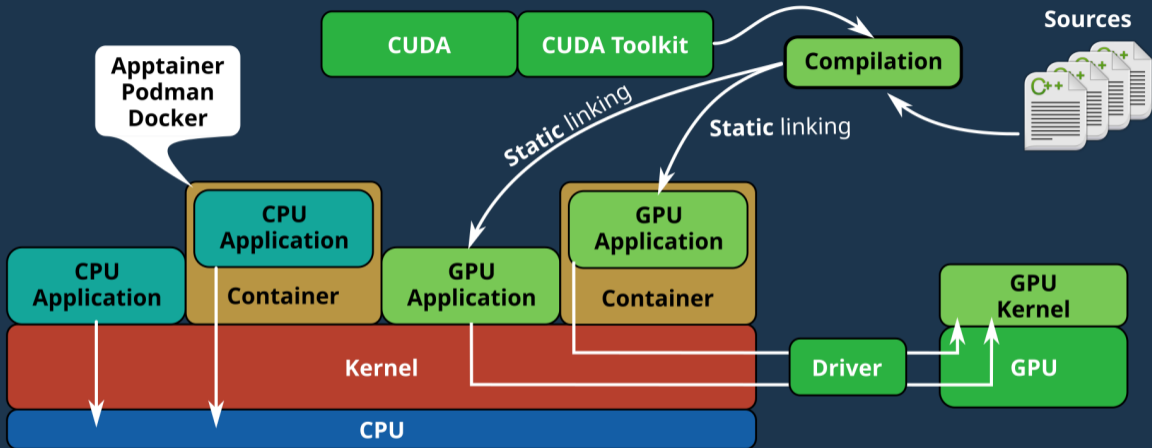 Sources
CUDA
CUDA Toolkit
Compilation
C++
C++
C++
C++
Apptainer
Podman
Docker
Static linking
Static linking
CPU
Application
Container
GPU
Application
Container
CPU
Application
GPU
Application
GPU
Kernel
Kernel
Driver
GPU
CPU